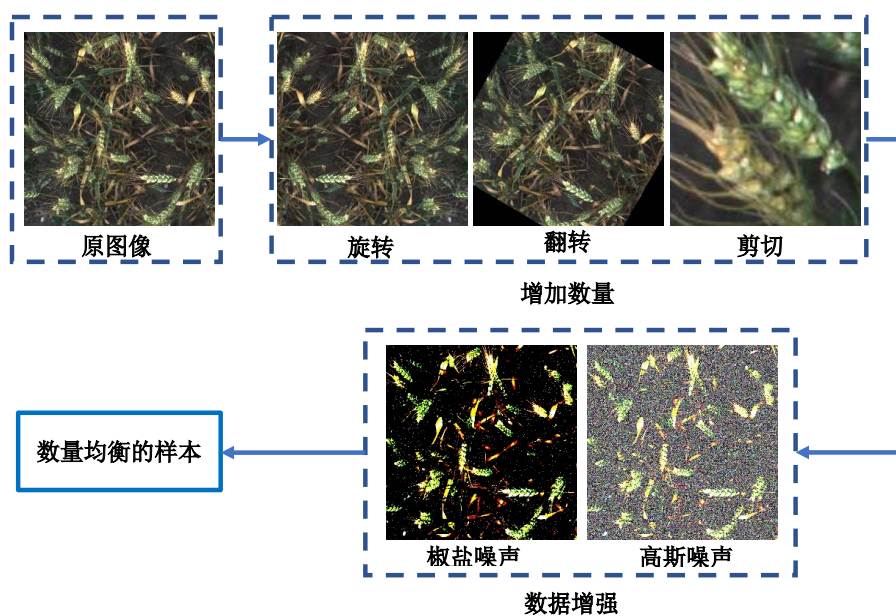 原图像
旋转
翻转
剪切
增加数量
数量均衡的样本
椒盐噪声
高斯噪声
数据增强